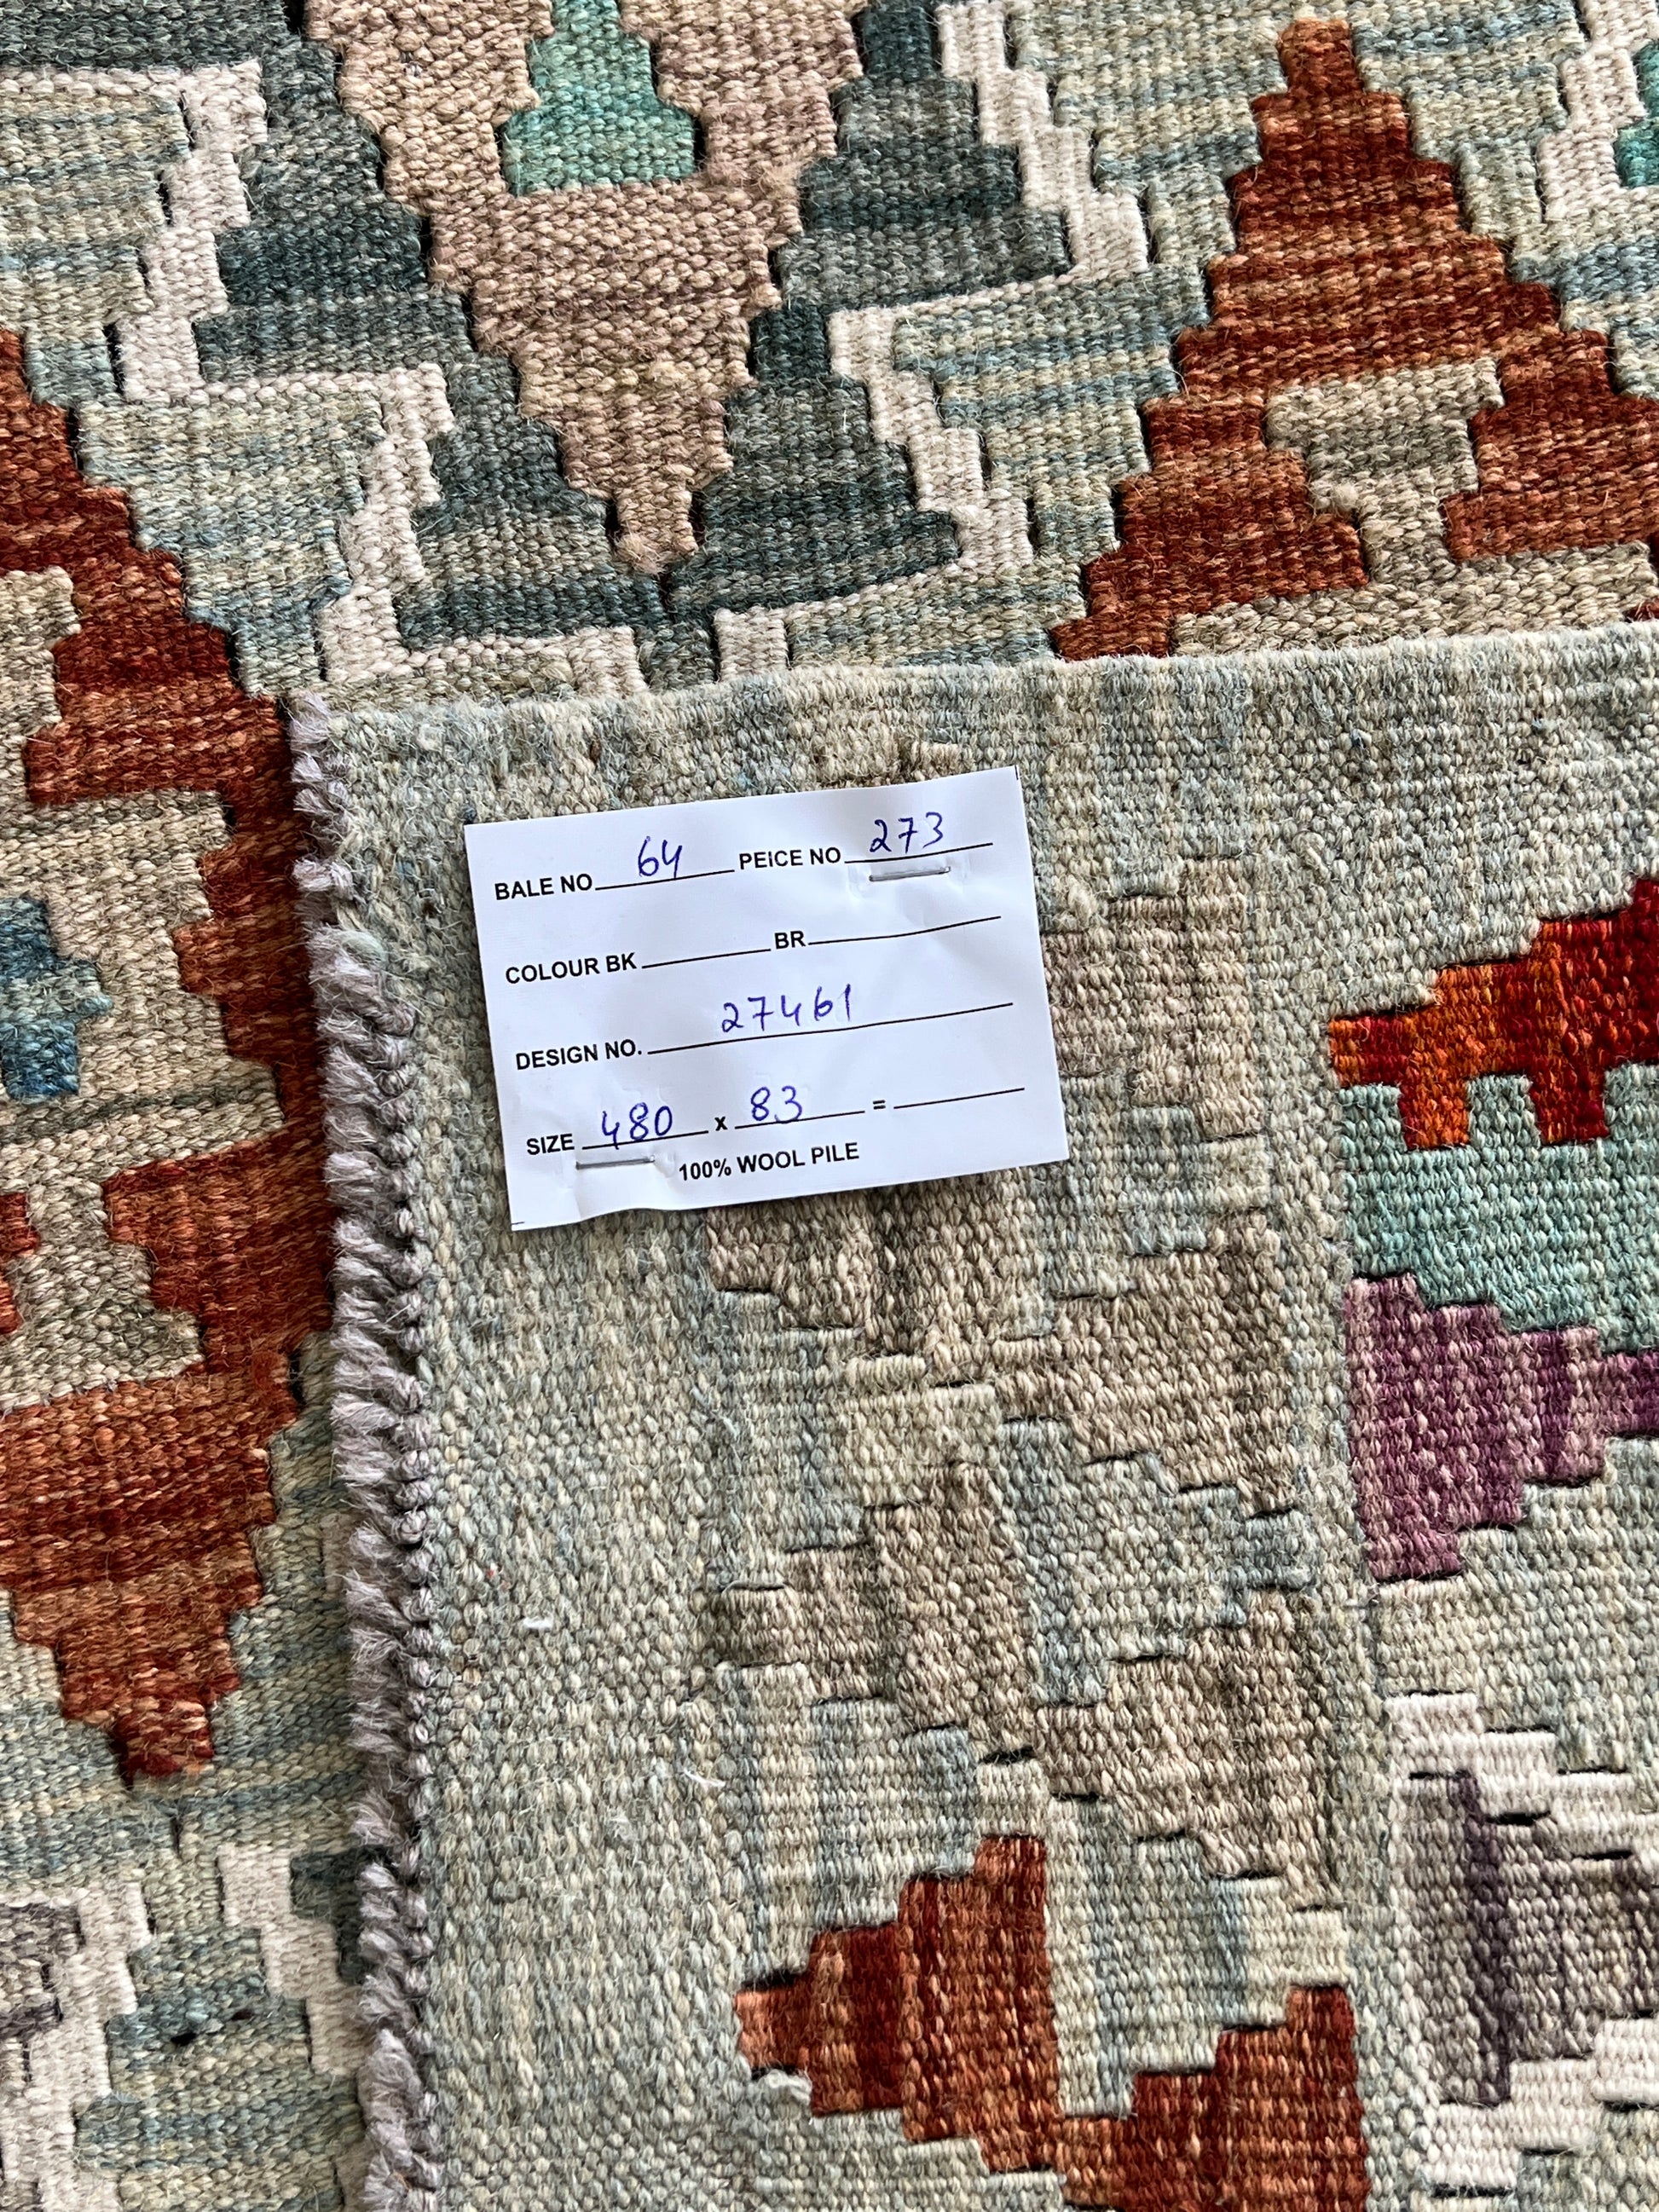 BALE NO 64 PEICE NO 273
COLOUR BK BR
DESIGN NO. 27461
SIZE 480 x 83 =
100% WOOL PILE